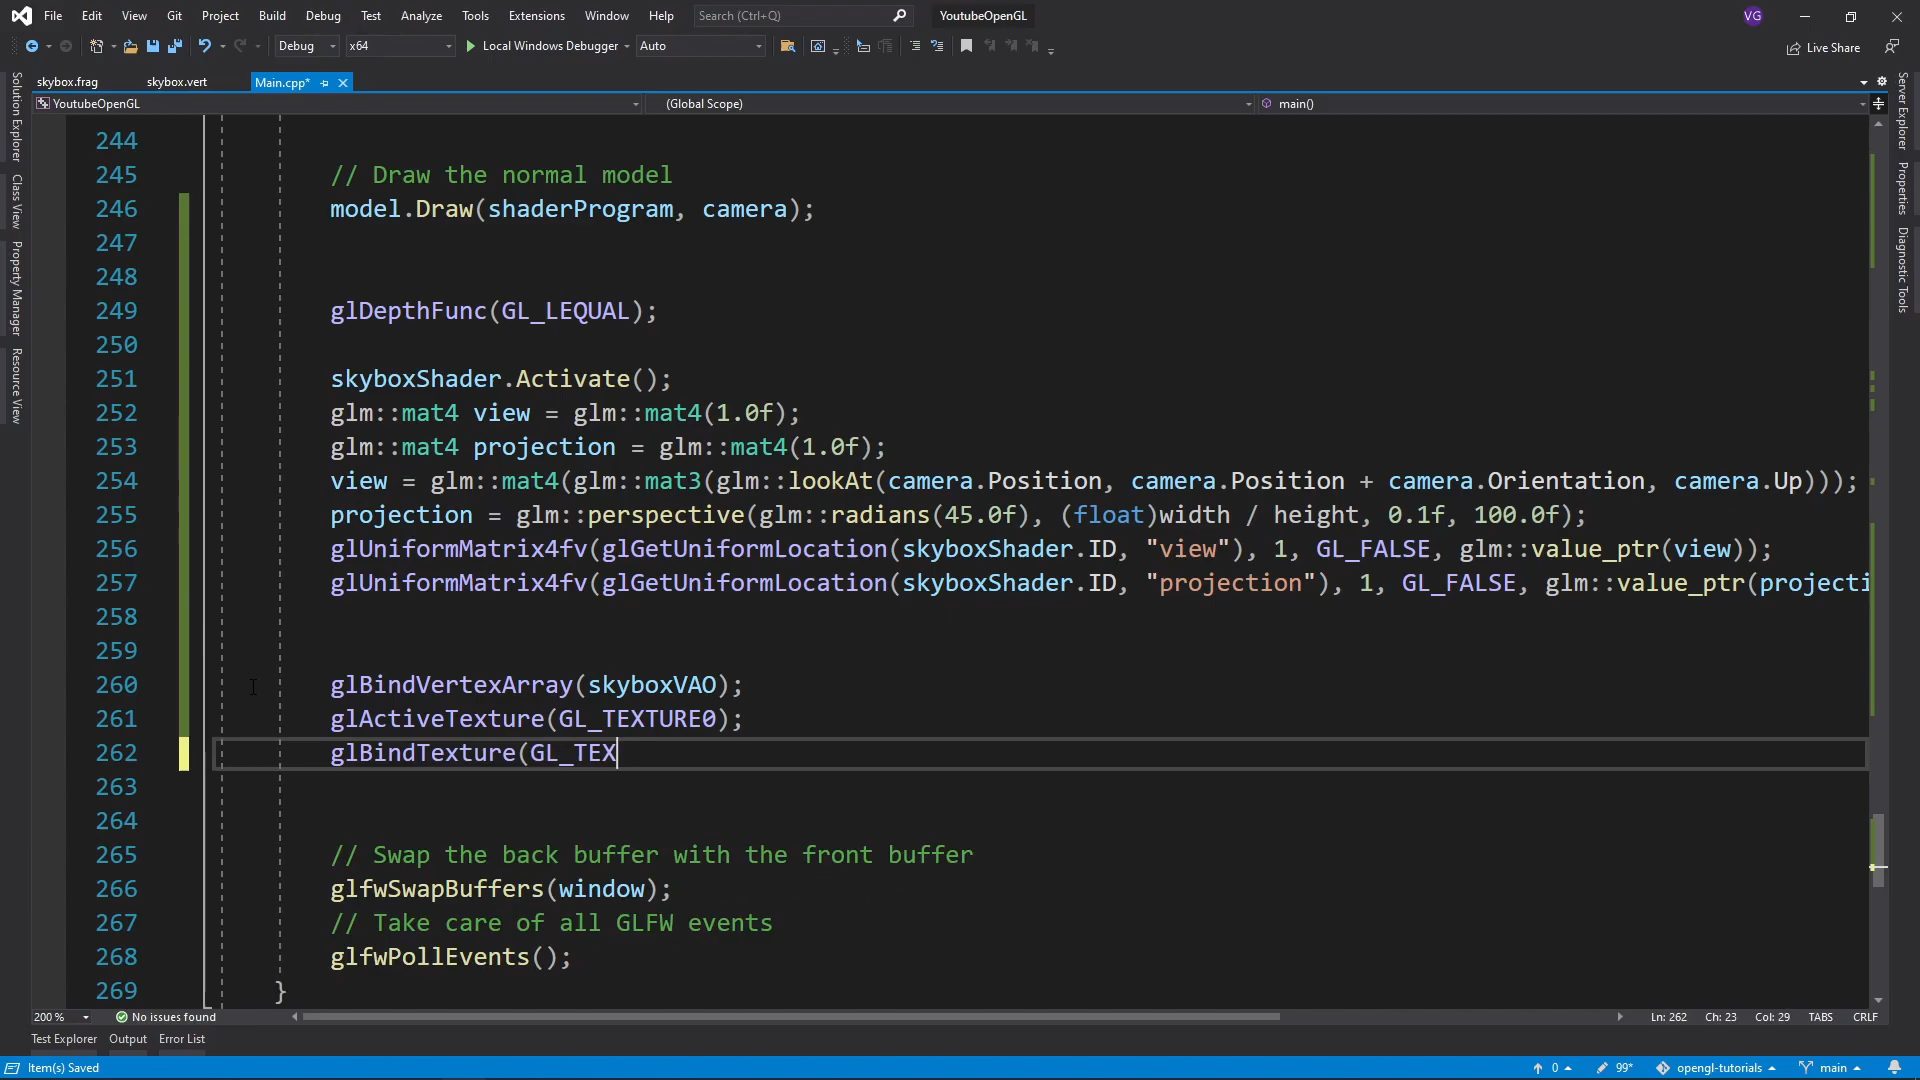 File Edit View Git Project Build Debug Test Analyze Tools Extensions Window Help Search (Ctrl+Q) YoutubeOpenGL VG
Debug x64 Local Windows Debugger Auto Live Share
skybox.frag skybox.vert Main.cpp*
YoutubeOpenGL (Global Scope) main()
Solution Explorer
Class View
Property Manager
Resource View
Server Explorer
Properties
Diagnostic Tools
244
245 // Draw the normal model
246 model.Draw(shaderProgram, camera);
247
248
249 glDepthFunc(GL_LEQUAL);
250
251 skyboxShader.Activate();
252 glm::mat4 view = glm::mat4(1.0f);
253 glm::mat4 projection = glm::mat4(1.0f);
254 view = glm::mat4(glm::mat3(glm::lookAt(camera.Position, camera.Position + camera.Orientation, camera.Up)));
255 projection = glm::perspective(glm::radians(45.0f), (float)width / height, 0.1f, 100.0f);
256 glUniformMatrix4fv(glGetUniformLocation(skyboxShader.ID, "view"), 1, GL_FALSE, glm::value_ptr(view));
257 glUniformMatrix4fv(glGetUniformLocation(skyboxShader.ID, "projection"), 1, GL_FALSE, glm::value_ptr(projecti
258
259
260 glBindVertexArray(skyboxVAO);
261 glActiveTexture(GL_TEXTURE0);
262 glBindTexture(GL_TEX
263
264
265 // Swap the back buffer with the front buffer
266 glfwSwapBuffers(window);
267 // Take care of all GLFW events
268 glfwPollEvents();
269 }
200 % No issues found Ln: 262 Ch: 23 Col: 29 TABS CRLF
Test Explorer Output Error List
Item(s) Saved 0 99* opengl-tutorials main